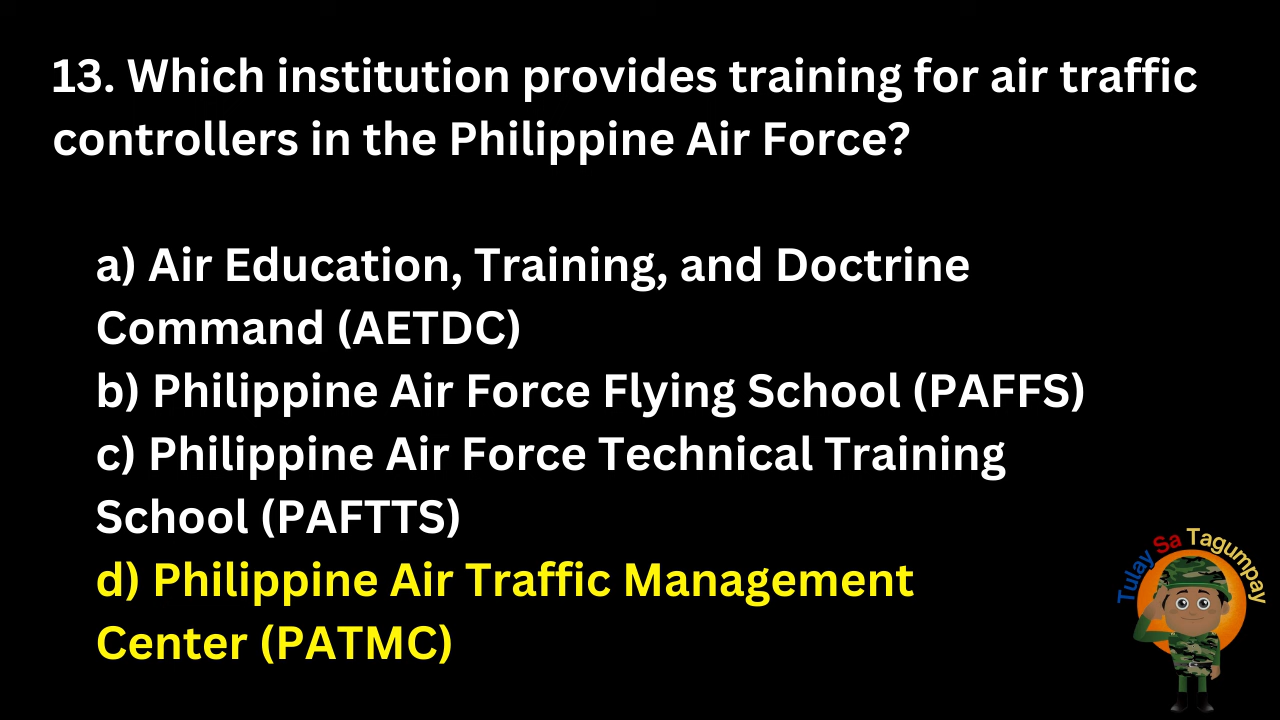 13. Which institution provides training for air traffic
controllers in the Philippine Air Force?
a) Air Education, Training, and Doctrine
Command (AETDC)
b) Philippine Air Force Flying School (PAFFS)
c) Philippine Air Force Technical Training
School (PAFTTS)
d) Philippine Air Traffic Management
Center (PATMC)
Tulay Sa Tagumpay